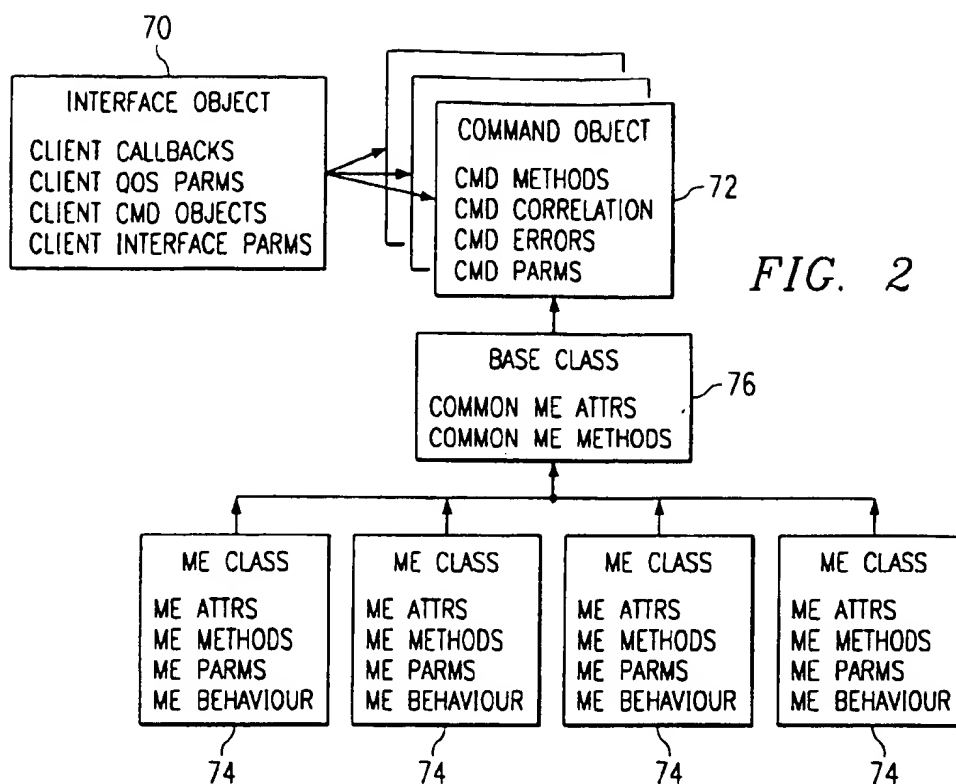 70
INTERFACE OBJECT
CLIENT CALLBACKS
CLIENT QOS PARMS
CLIENT CMD OBJECTS
CLIENT INTERFACE PARMS
COMMAND OBJECT
CMD METHODS
CMD CORRELATION
CMD ERRORS
CMD PARMS
72
FIG. 2
BASE CLASS
COMMON ME ATTRS
COMMON ME METHODS
76
ME CLASS
ME ATTRS
ME METHODS
ME PARMS
ME BEHAVIOUR
74
ME CLASS
ME ATTRS
ME METHODS
ME PARMS
ME BEHAVIOUR
74
ME CLASS
ME ATTRS
ME METHODS
ME PARMS
ME BEHAVIOUR
74
ME CLASS
ME ATTRS
ME METHODS
ME PARMS
ME BEHAVIOUR
74